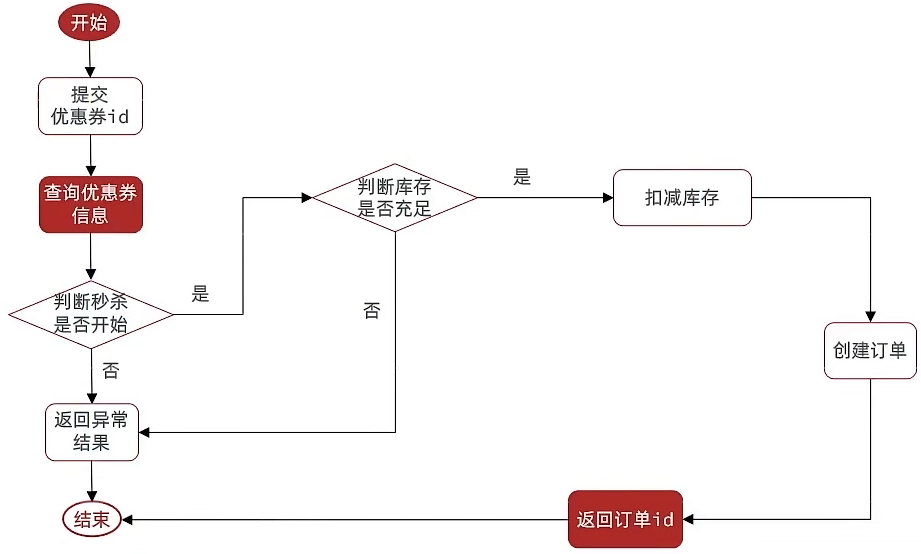 开始
提交
优惠券id
查询优惠券
信息
判断秒杀
是否开始
是
否
返回异常
结果
结束
判断库存
是否充足
是
否
扣减库存
创建订单
返回订单id